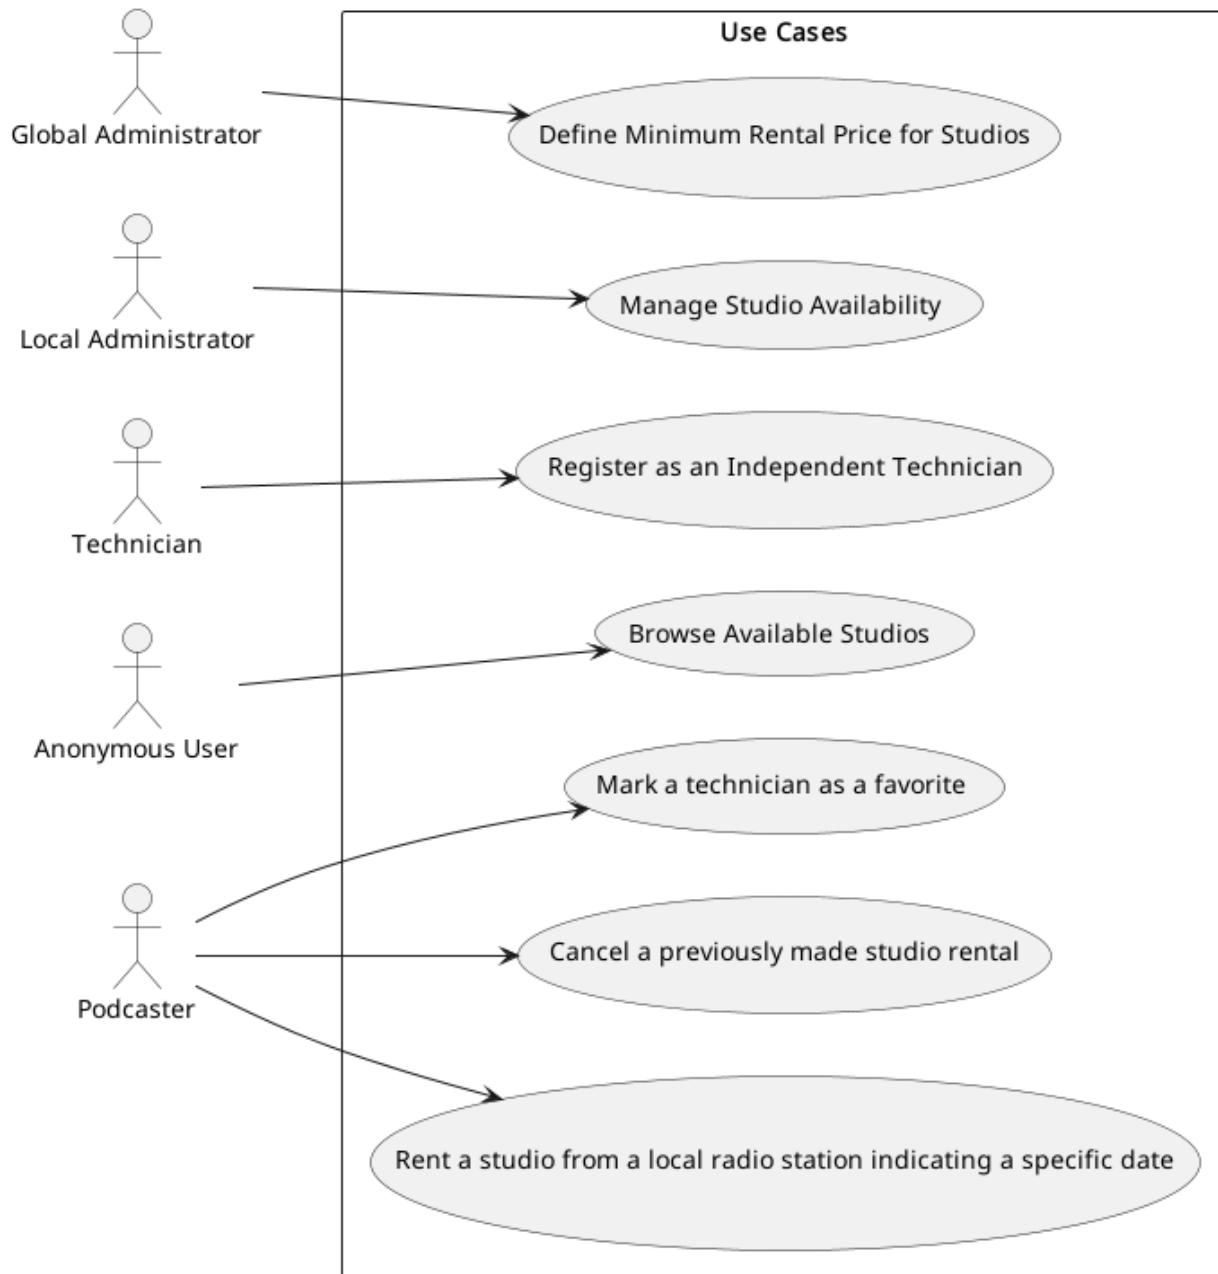 Use Cases
Global Administrator
Define Minimum Rental Price for Studios
Local Administrator
Manage Studio Availability
Technician
Register as an Independent Technician
Anonymous User
Browse Available Studios
Mark a technician as a favorite
Podcaster
Cancel a previously made studio rental
Rent a studio from a local radio station indicating a specific date